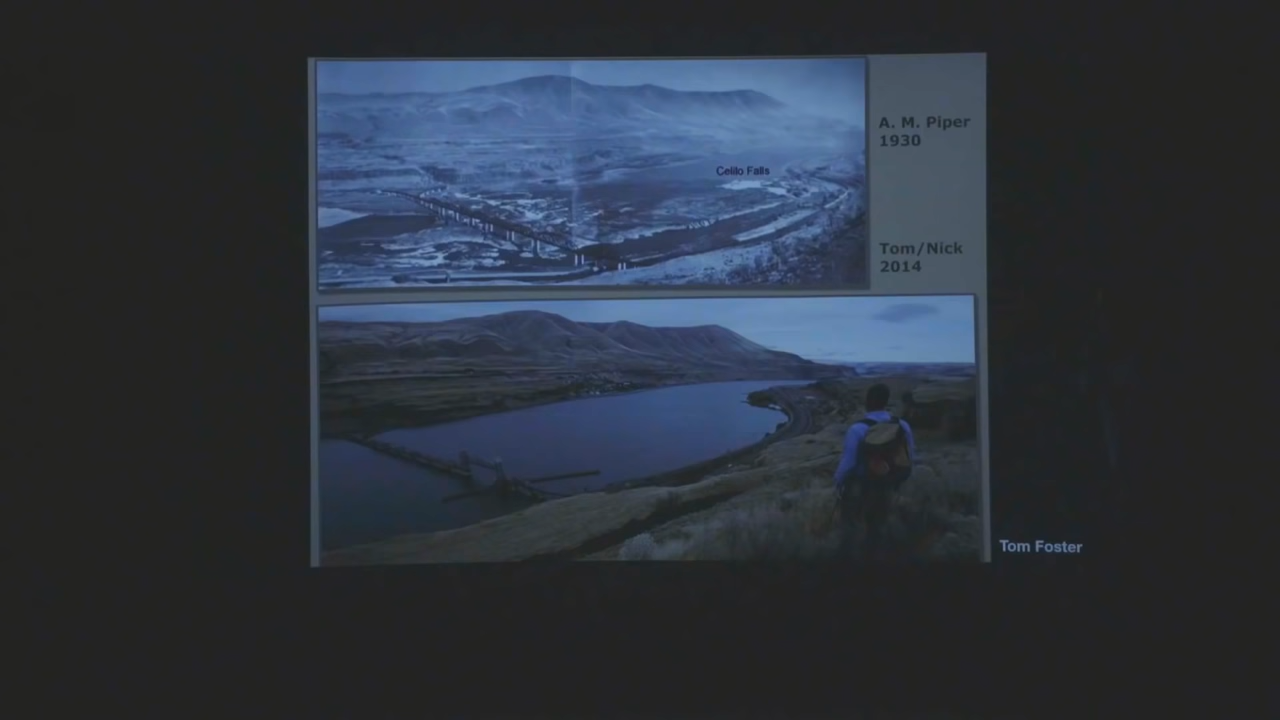 A. M. Piper
1930
Celilo Falls
Tom/Nick
2014
Tom Foster